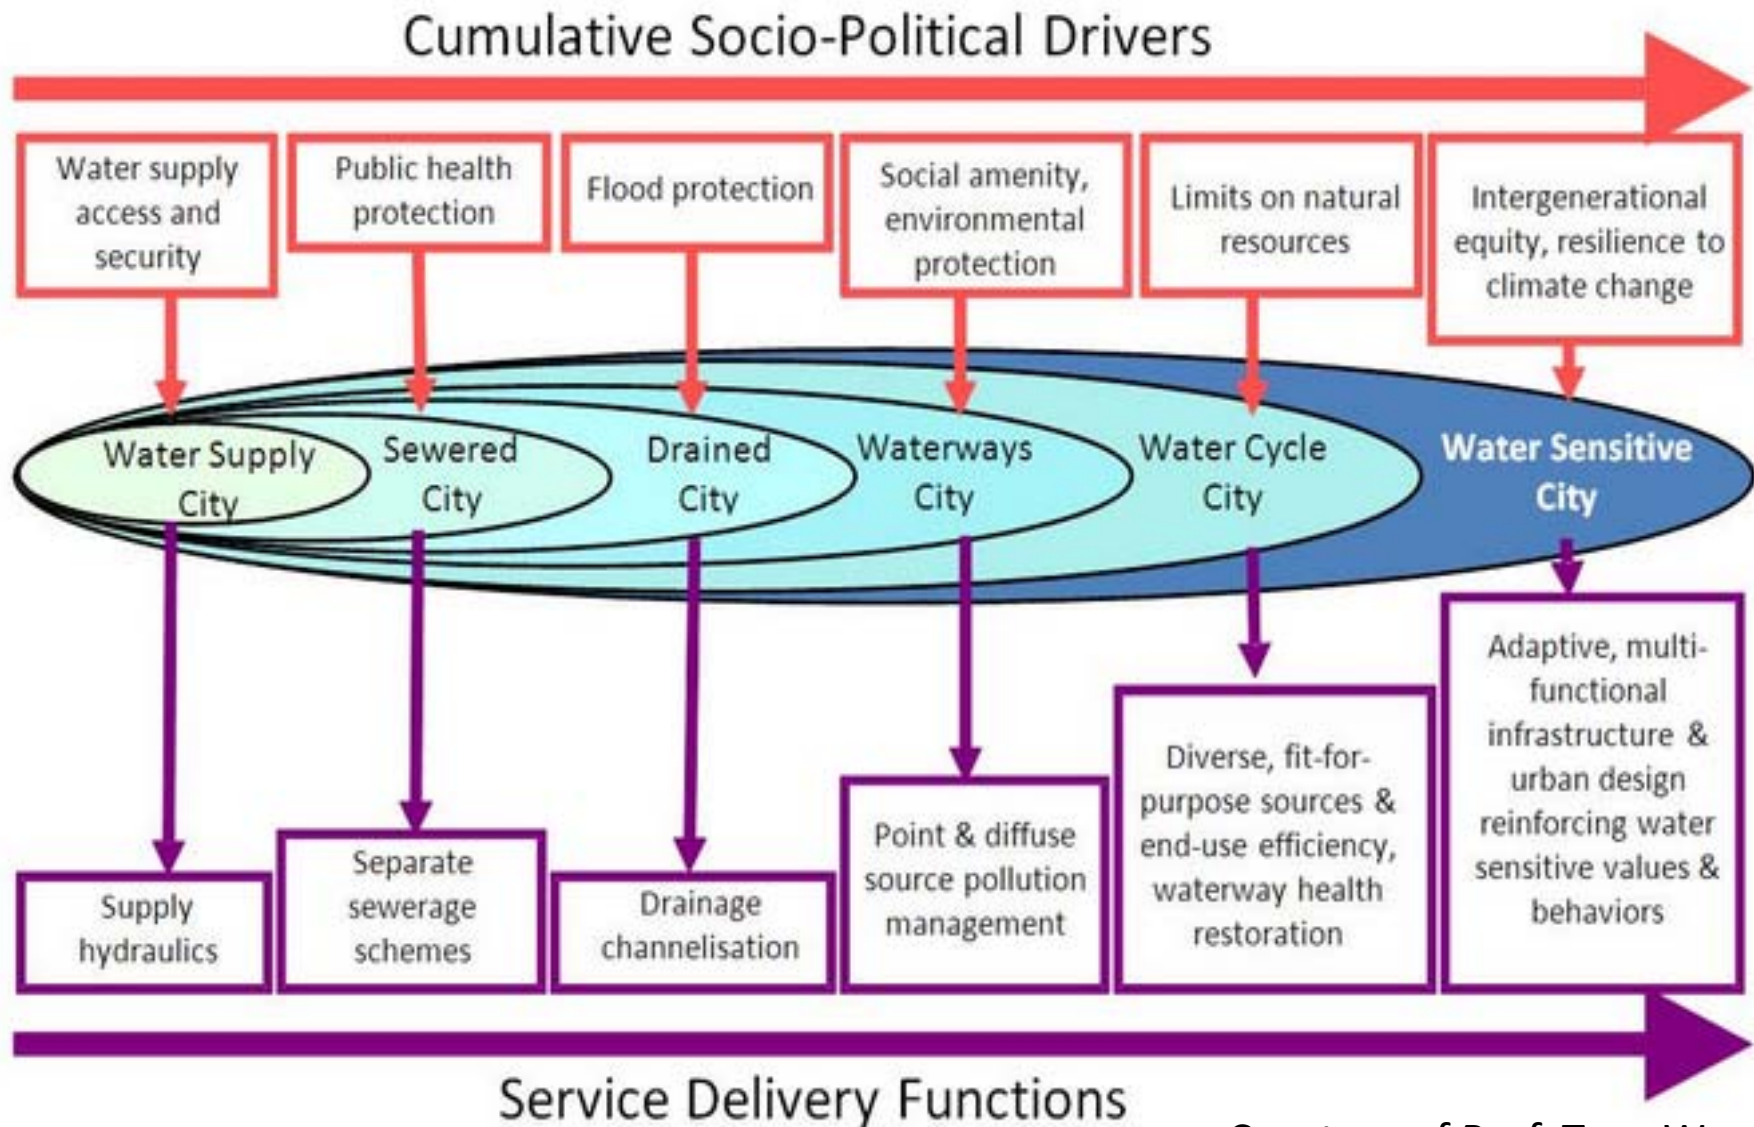 Cumulative Socio-Political Drivers
Water supply
access and
security
Public health
protection
Flood protection
Social amenity,
environmental
protection
Limits on natural
resources
Intergenerational
equity, resilience to
climate change
Water Supply
City
Sewered
City
Drained
City
Waterways
City
Water Cycle
City
Water Sensitive
City
Supply
hydraulics
Separate
sewerage
schemes
Drainage
channelisation
Point & diffuse
source pollution
management
Diverse, fit-for-
purpose sources &
end-use efficiency,
waterway health
restoration
Adaptive, multi-
functional
infrastructure &
urban design
reinforcing water
sensitive values &
behaviors
Service Delivery Functions